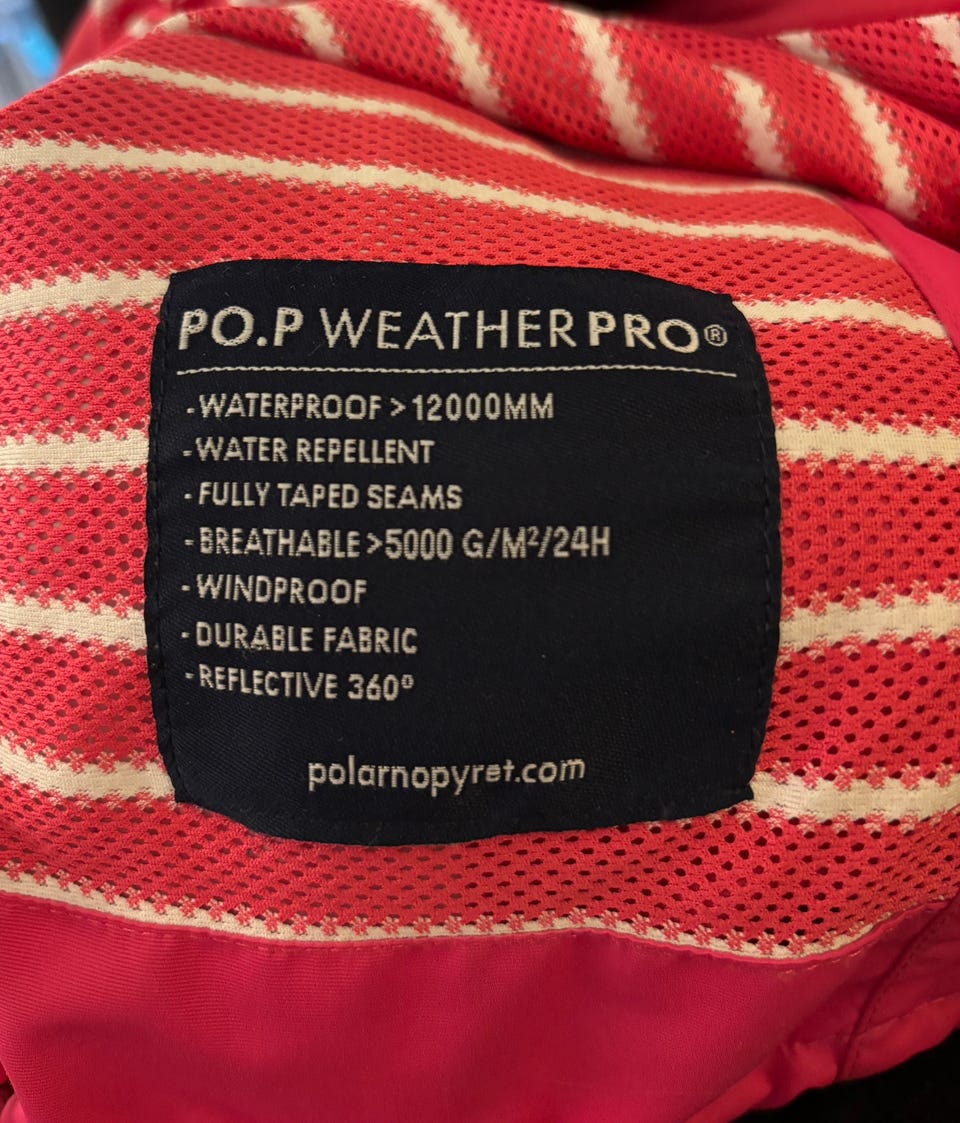 PO.P WEATHERPRO®
- WATERPROOF > 12000MM
- WATER REPELLENT
- FULLY TAPED SEAMS
- BREATHABLE >5000 G/M²/24H
- WINDPROOF
- DURABLE FABRIC
- REFLECTIVE 360º
polarnopyret.com